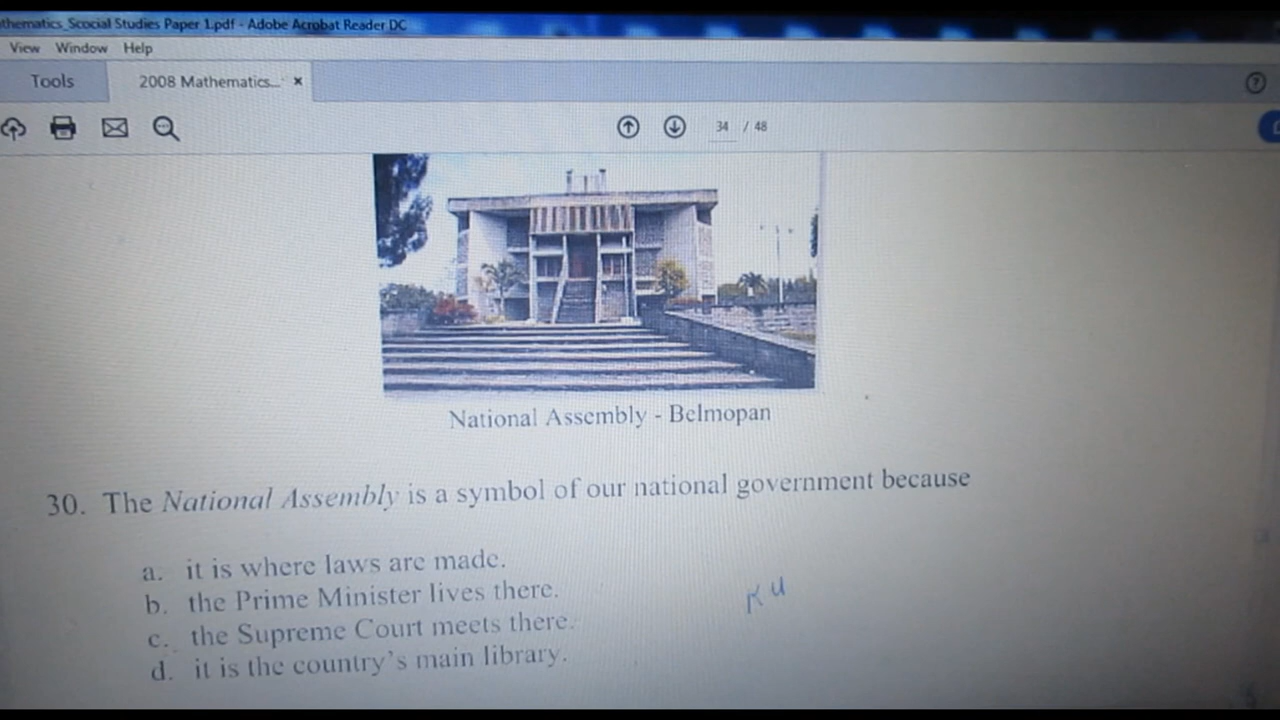 thematics_Scocial Studies Paper 1.pdf - Adobe Acrobat Reader DC
View Window Help
Tools 2008 Mathematics... ×
34 / 48
National Assembly - Belmopan
30. The National Assembly is a symbol of our national government because
a. it is where laws are made.
b. the Prime Minister lives there.
c. the Supreme Court meets there.
d. it is the country's main library.